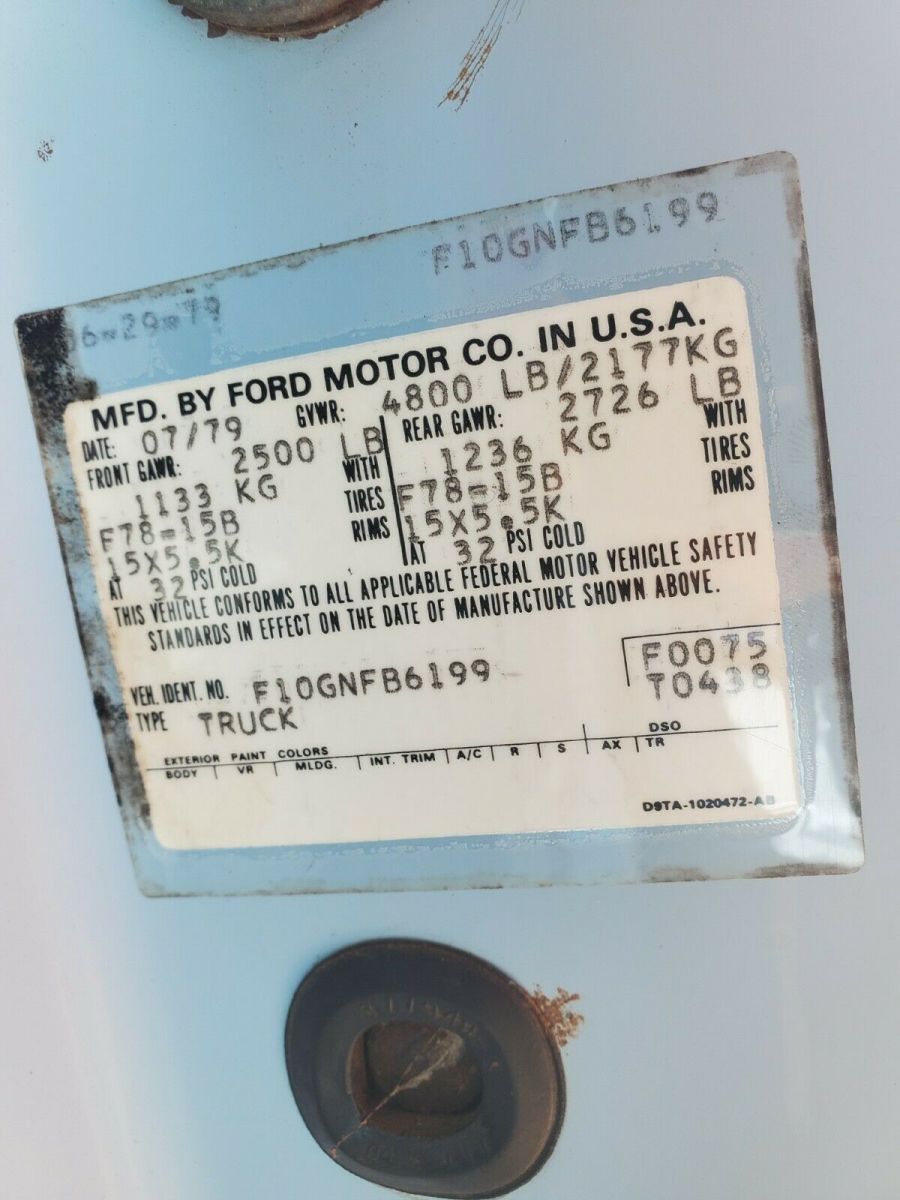 F10GNFB6199
6-29-79
MFD. BY FORD MOTOR CO. IN U.S.A.
DATE: 07/79 GVWR: 4800 LB/2177KG
FRONT GAWR: 2500 LB REAR GAWR: 2726 LB
1133 KG WITH 1236 KG WITH
F78-15B TIRES F78-15B TIRES
15X5.5K RIMS 15X5.5K RIMS
AT 32 PSI COLD AT 32 PSI COLD
THIS VEHICLE CONFORMS TO ALL APPLICABLE FEDERAL MOTOR VEHICLE SAFETY
STANDARDS IN EFFECT ON THE DATE OF MANUFACTURE SHOWN ABOVE.
F0075
VEH. IDENT. NO. F10GNFB6199 T0438
TYPE TRUCK
EXTERIOR PAINT COLORS DSO
BODY VR MLDG. INT. TRIM A/C R S AX TR
D9TA-1020472-AB